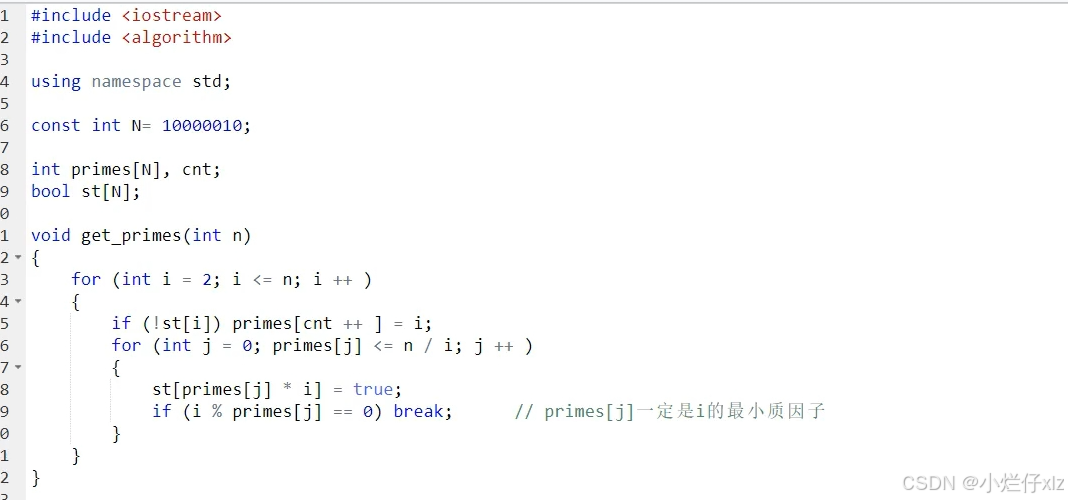 1 #include <iostream>
2 #include <algorithm>
3
4 using namespace std;
5
6 const int N= 10000010;
7
8 int primes[N], cnt;
9 bool st[N];
0
1 void get_primes(int n)
2 {
3     for (int i = 2; i <= n; i ++ )
4     {
5         if (!st[i]) primes[cnt ++ ] = i;
6         for (int j = 0; primes[j] <= n / i; j ++ )
7         {
8             st[primes[j] * i] = true;
9             if (i % primes[j] == 0) break;      // primes[j]一定是i的最小质因子
0         }
1     }
2 }
CSDN @小烂仔xlz